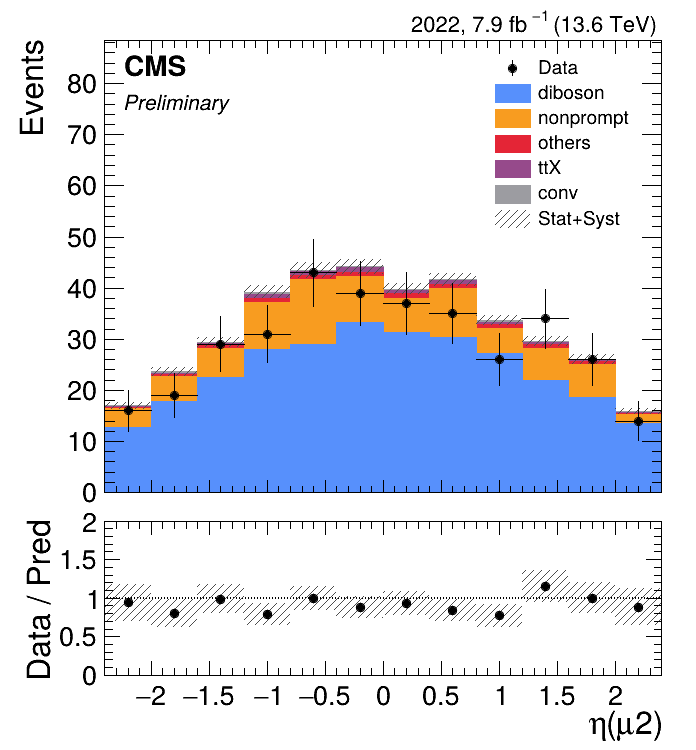 2022, 7.9 fb⁻¹ (13.6 TeV)
CMS
Preliminary
Events
80
70
60
50
40
30
20
10
0
Data
diboson
nonprompt
others
ttX
conv
Stat+Syst
Data / Pred
2
1.5
1
0.5
0
−2 −1.5 −1 −0.5 0 0.5 1 1.5 2
η(μ2)